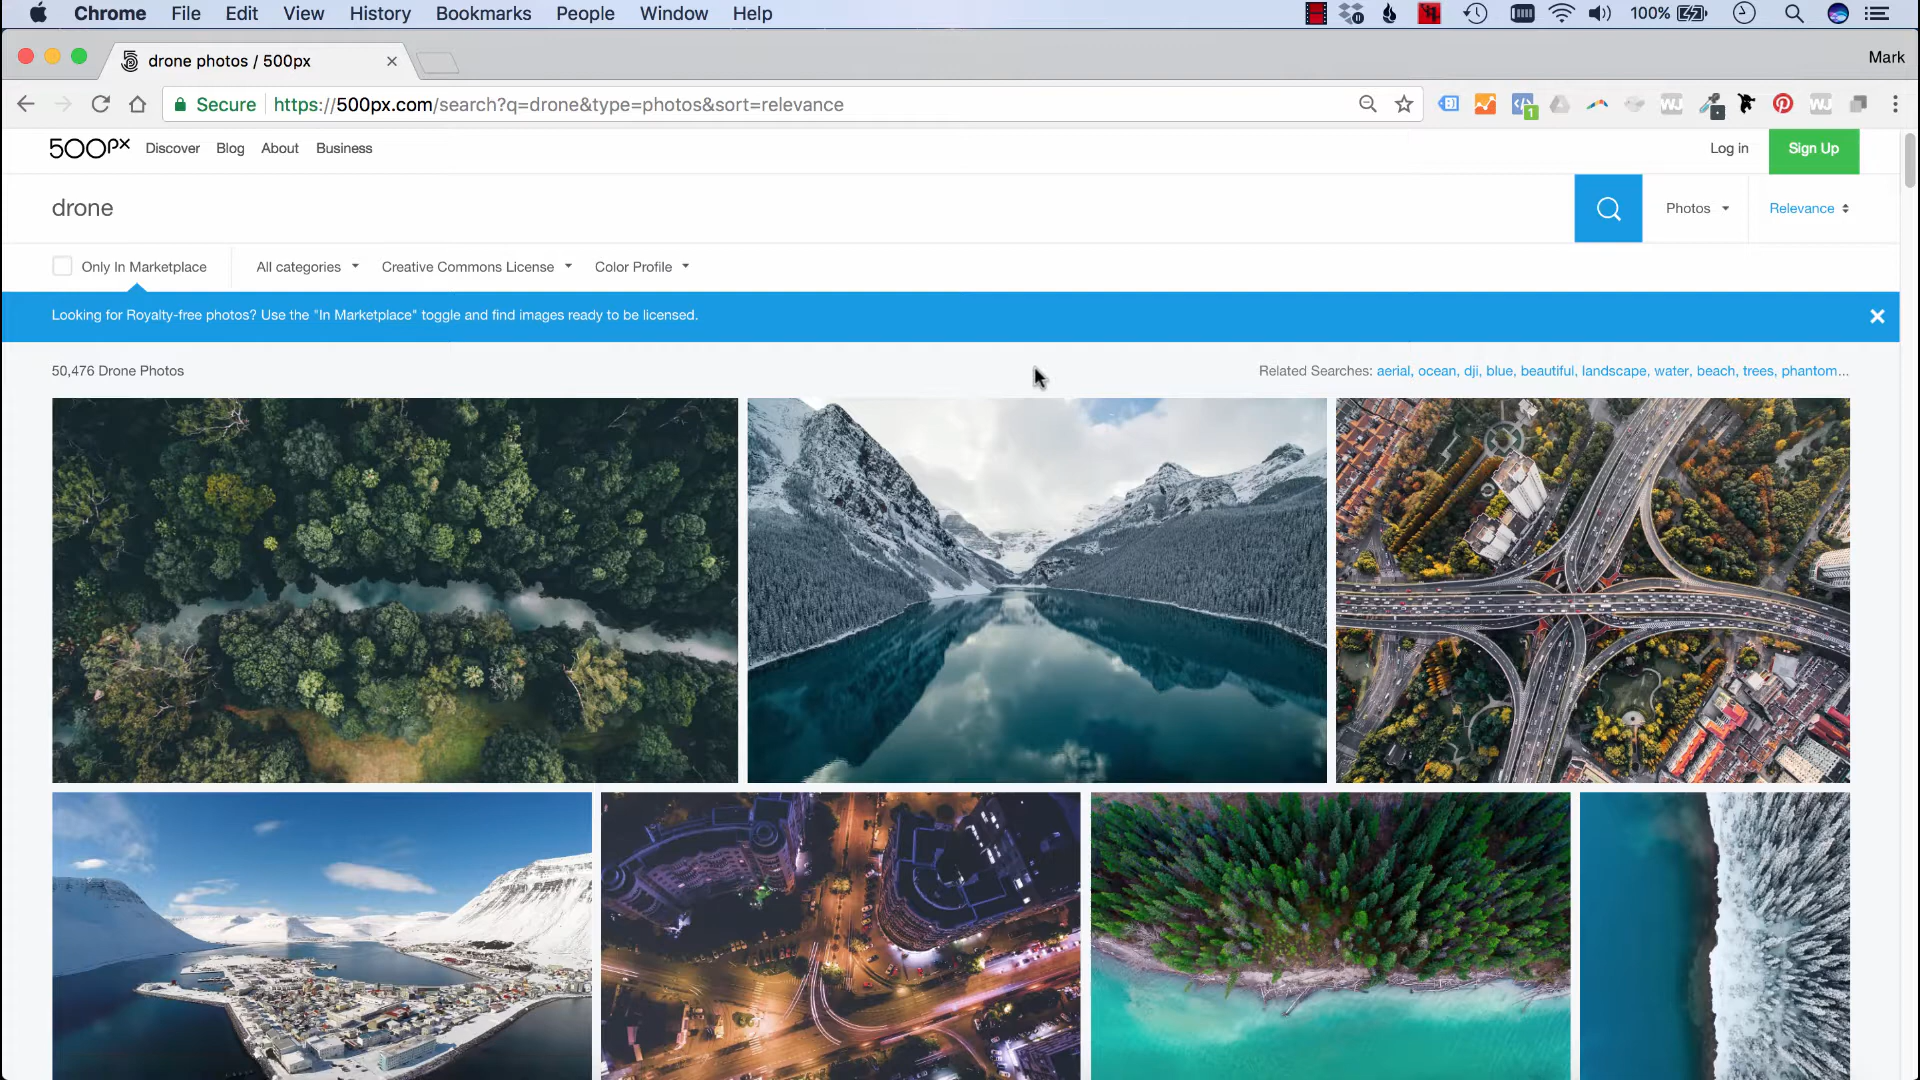 Chrome File Edit View History Bookmarks People Window Help 100%
drone photos / 500px Mark
Secure https://500px.com/search?q=drone&type=photos&sort=relevance 1
500px Discover Blog About Business Log in Sign Up
drone Photos Relevance
Only In Marketplace All categories Creative Commons License Color Profile
Looking for Royalty-free photos? Use the "In Marketplace" toggle and find images ready to be licensed.
50,476 Drone Photos Related Searches: aerial, ocean, dji, blue, beautiful, landscape, water, beach, trees, phantom...